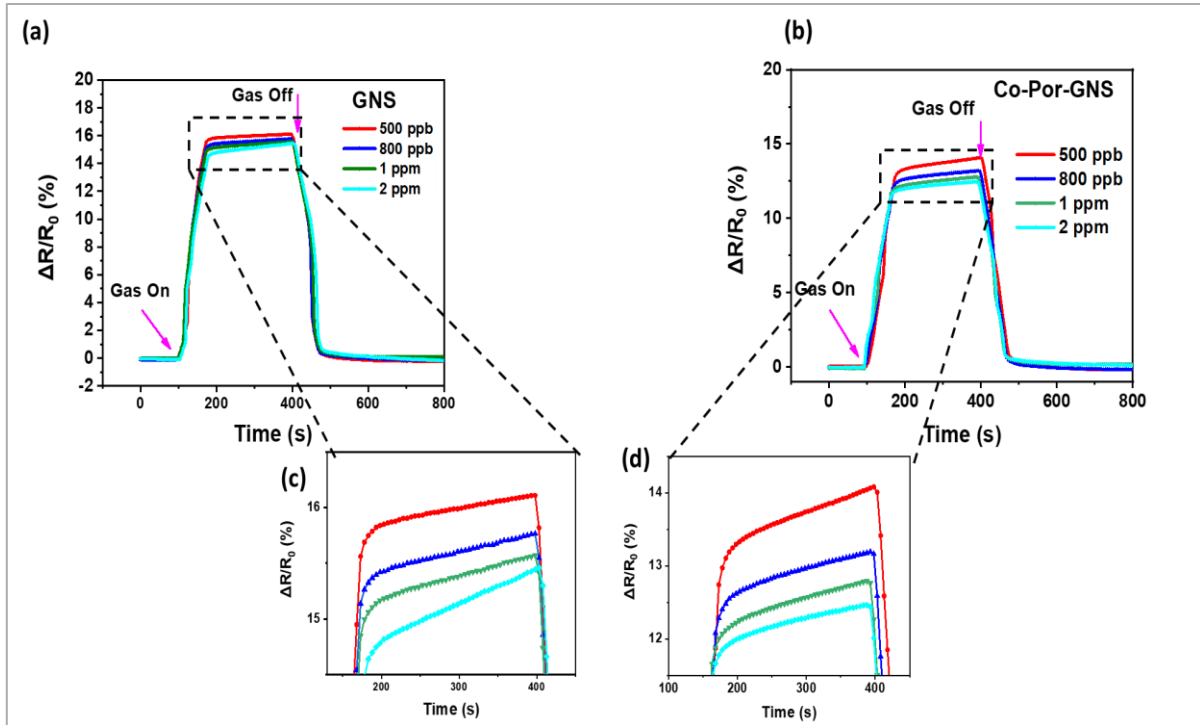 (a)
GNS
Gas Off
500 ppb
800 ppb
1 ppm
2 ppm
Gas On
ΔR/R₀ (%)
20
18
16
14
12
10
8
6
4
2
0
-2
0
200
400
600
800
Time (s)
(b)
Co-Por-GNS
Gas Off
500 ppb
800 ppb
1 ppm
2 ppm
Gas On
ΔR/R₀ (%)
20
15
10
5
0
0
200
400
600
800
Time (s)
(c)
ΔR/R₀ (%)
16
15
200
300
400
Time (s)
(d)
ΔR/R₀ (%)
14
13
12
100
200
300
400
Time (s)